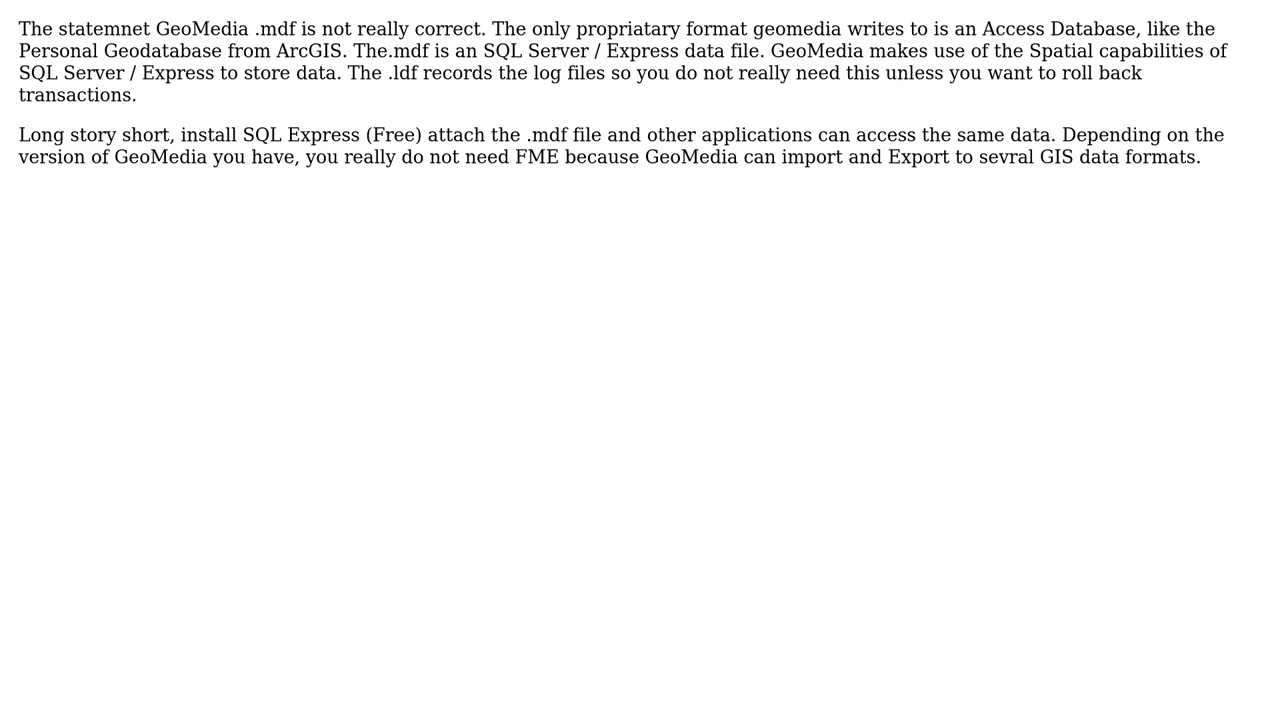 The statemnet GeoMedia .mdf is not really correct. The only propriatary format geomedia writes to is an Access Database, like the
Personal Geodatabase from ArcGIS. The.mdf is an SQL Server / Express data file. GeoMedia makes use of the Spatial capabilities of
SQL Server / Express to store data. The .ldf records the log files so you do not really need this unless you want to roll back
transactions.
Long story short, install SQL Express (Free) attach the .mdf file and other applications can access the same data. Depending on the
version of GeoMedia you have, you really do not need FME because GeoMedia can import and Export to sevral GIS data formats.